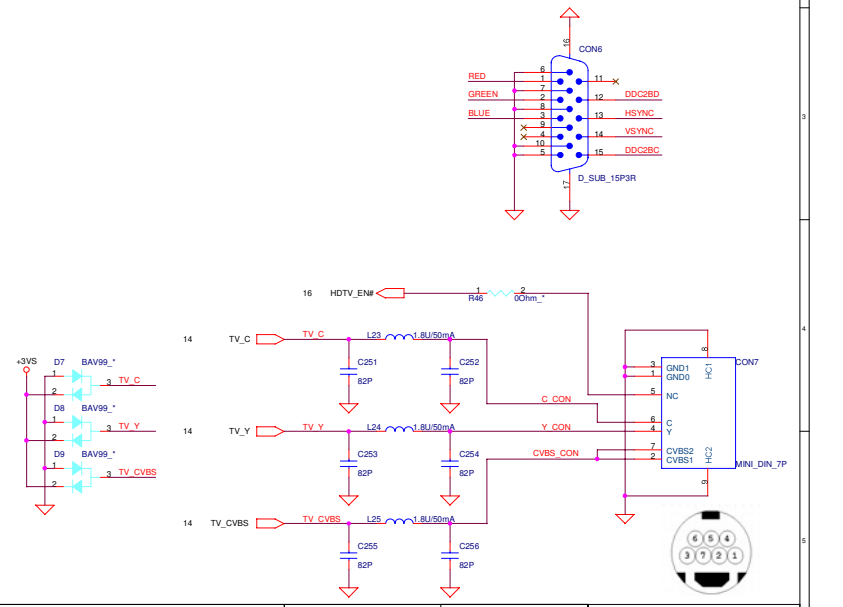 16
CON6
6
RED
1
11
7
GREEN
2
12
DDC2BD
8
BLUE
3
13
HSYNC
9
4
14
VSYNC
10
5
15
DDC2BC
17
D_SUB_15P3R
3
16
HDTV_EN#
1
2
R46
0Ohm_*
4
14
TV_C
TV_C
L23
1.8U/50mA
8
+3VS
D7
BAV99_*
1
3
TV_C
2
C251
82P
C252
82P
CON7
3
GND1
1
GND0
HC1
5
NC
C_CON
6
C
D8
BAV99_*
1
3
TV_Y
2
14
TV_Y
TV_Y
L24
1.8U/50mA
Y_CON
4
Y
D9
BAV99_*
1
3
TV_CVBS
2
C253
82P
C254
82P
CVBS_CON
7
CVBS2
2
CVBS1
HC2
MINI_DIN_7P
9
14
TV_CVBS
TV_CVBS
L25
1.8U/50mA
C255
82P
C256
82P
6 5 4
3 7 2 1
5